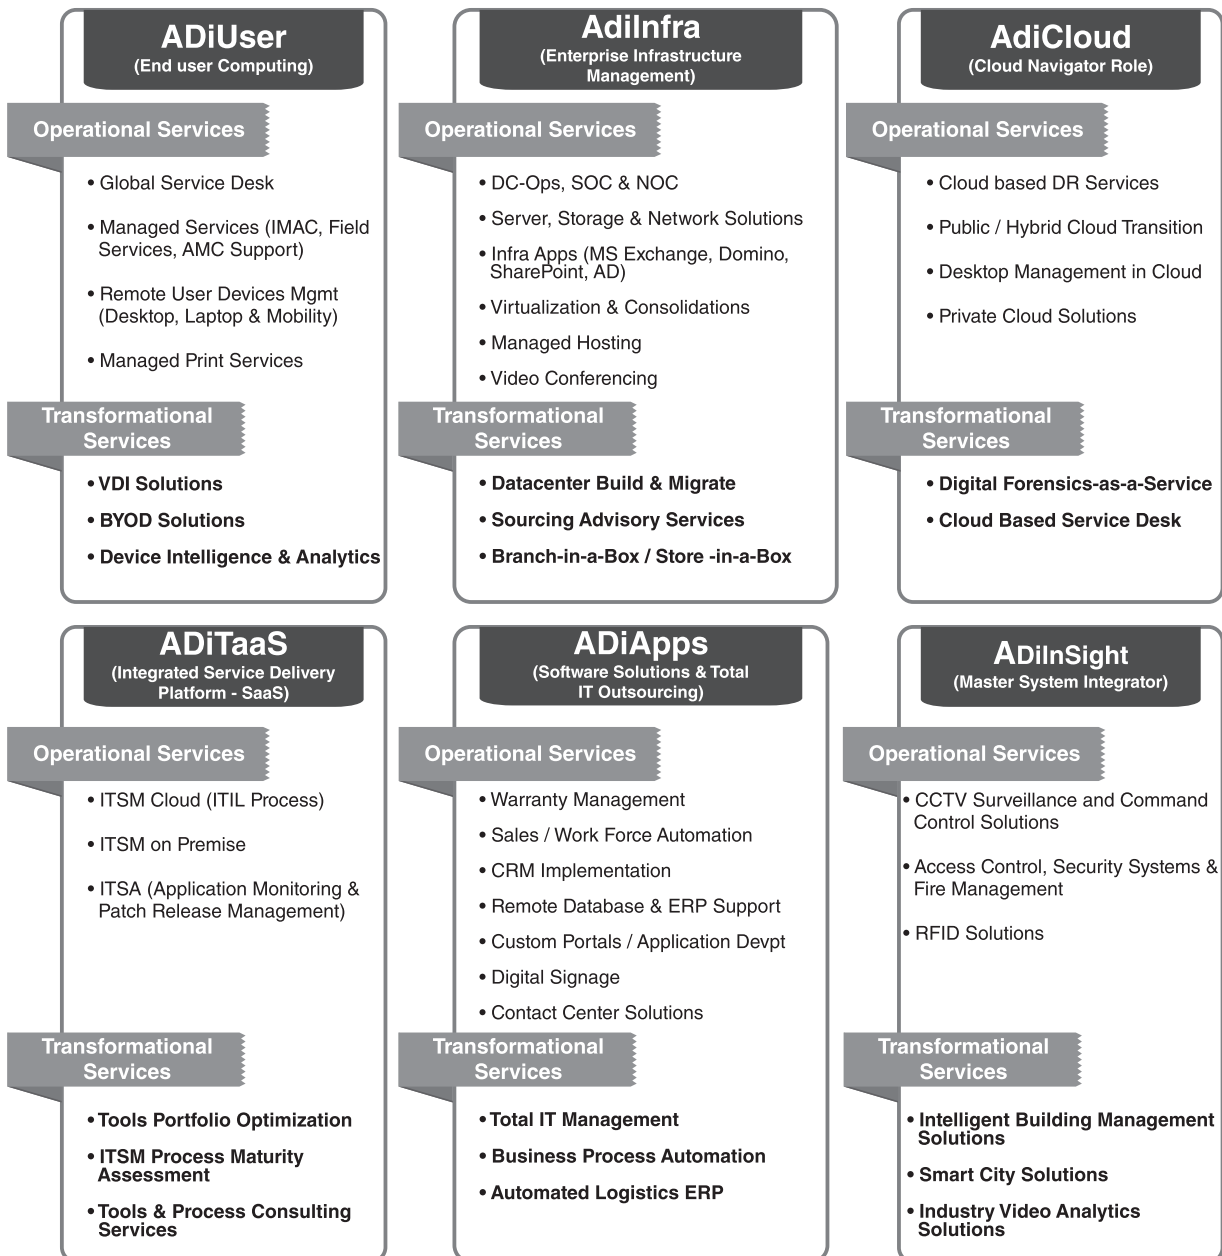 ADiUser
(End user Computing)
Operational Services
• Global Service Desk
• Managed Services (IMAC, Field
Services, AMC Support)
• Remote User Devices Mgmt
(Desktop, Laptop & Mobility)
• Managed Print Services
Transformational
Services
• VDI Solutions
• BYOD Solutions
• Device Intelligence & Analytics
AdiInfra
(Enterprise Infrastructure
Management)
Operational Services
• DC-Ops, SOC & NOC
• Server, Storage & Network Solutions
• Infra Apps (MS Exchange, Domino,
SharePoint, AD)
• Virtualization & Consolidations
• Managed Hosting
• Video Conferencing
Transformational
Services
• Datacenter Build & Migrate
• Sourcing Advisory Services
• Branch-in-a-Box / Store -in-a-Box
AdiCloud
(Cloud Navigator Role)
Operational Services
• Cloud based DR Services
• Public / Hybrid Cloud Transition
• Desktop Management in Cloud
• Private Cloud Solutions
Transformational
Services
• Digital Forensics-as-a-Service
• Cloud Based Service Desk
ADiTaaS
(Integrated Service Delivery
Platform - SaaS)
Operational Services
• ITSM Cloud (ITIL Process)
• ITSM on Premise
• ITSA (Application Monitoring &
Patch Release Management)
Transformational
Services
• Tools Portfolio Optimization
• ITSM Process Maturity
Assessment
• Tools & Process Consulting
Services
ADiApps
(Software Solutions & Total
IT Outsourcing)
Operational Services
• Warranty Management
• Sales / Work Force Automation
• CRM Implementation
• Remote Database & ERP Support
• Custom Portals / Application Devpt
• Digital Signage
• Contact Center Solutions
Transformational
Services
• Total IT Management
• Business Process Automation
• Automated Logistics ERP
ADiInSight
(Master System Integrator)
Operational Services
• CCTV Surveillance and Command
Control Solutions
• Access Control, Security Systems &
Fire Management
• RFID Solutions
Transformational
Services
• Intelligent Building Management
Solutions
• Smart City Solutions
• Industry Video Analytics
Solutions